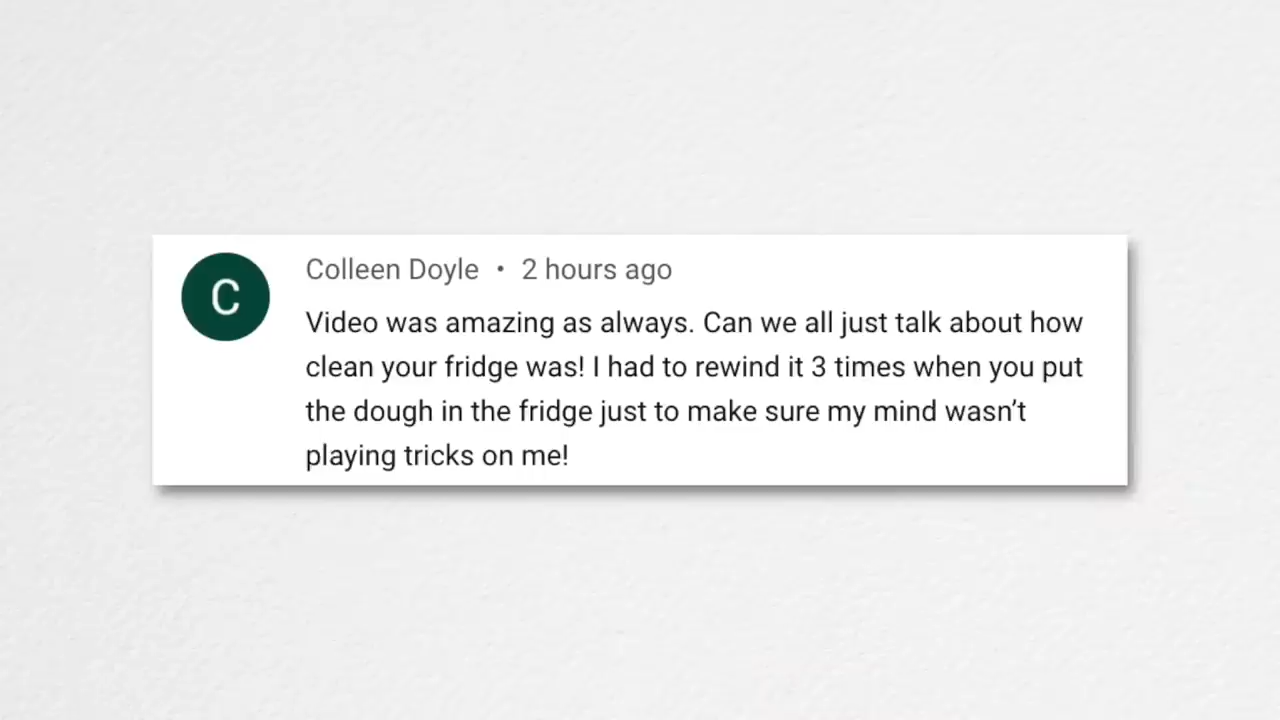 C
Colleen Doyle • 2 hours ago
Video was amazing as always. Can we all just talk about how
clean your fridge was! I had to rewind it 3 times when you put
the dough in the fridge just to make sure my mind wasn’t
playing tricks on me!